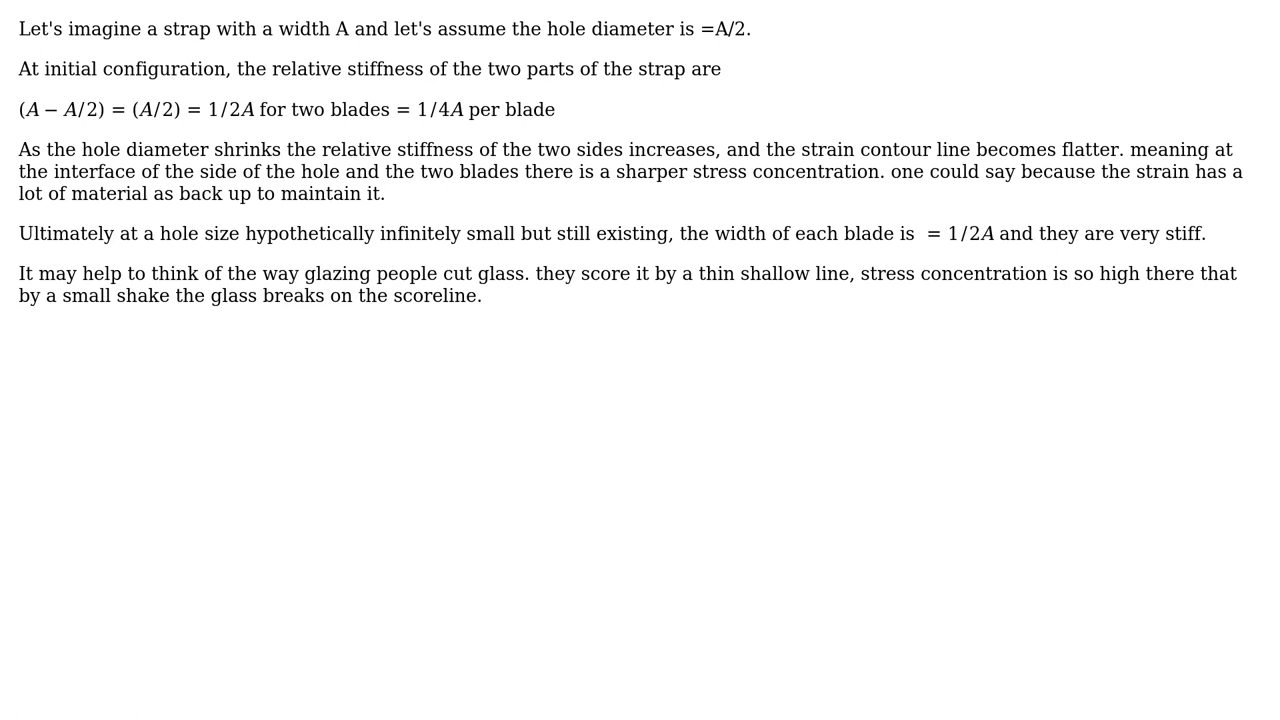 Let's imagine a strap with a width A and let's assume the hole diameter is =A/2.
At initial configuration, the relative stiffness of the two parts of the strap are
(A − A/2) = (A/2) = 1/2A for two blades = 1/4A per blade
As the hole diameter shrinks the relative stiffness of the two sides increases, and the strain contour line becomes flatter. meaning at
the interface of the side of the hole and the two blades there is a sharper stress concentration. one could say because the strain has a
lot of material as back up to maintain it.
Ultimately at a hole size hypothetically infinitely small but still existing, the width of each blade is = 1/2A and they are very stiff.
It may help to think of the way glazing people cut glass. they score it by a thin shallow line, stress concentration is so high there that
by a small shake the glass breaks on the scoreline.